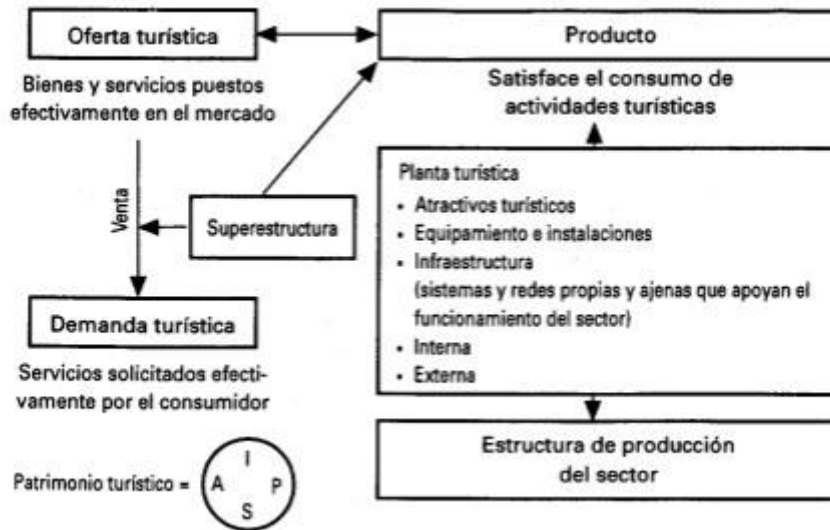 Oferta turística
Bienes y servicios puestos
efectivamente en el mercado
Venta
Superestructura
Demanda turística
Servicios solicitados efecti-
vamente por el consumidor
Patrimonio turístico =
I
A P
S
Producto
Satisface el consumo de
actividades turísticas
Planta turística
• Atractivos turísticos
• Equipamiento e instalaciones
• Infraestructura
(sistemas y redes propias y ajenas que apoyan el
funcionamiento del sector)
• Interna
• Externa
Estructura de producción
del sector